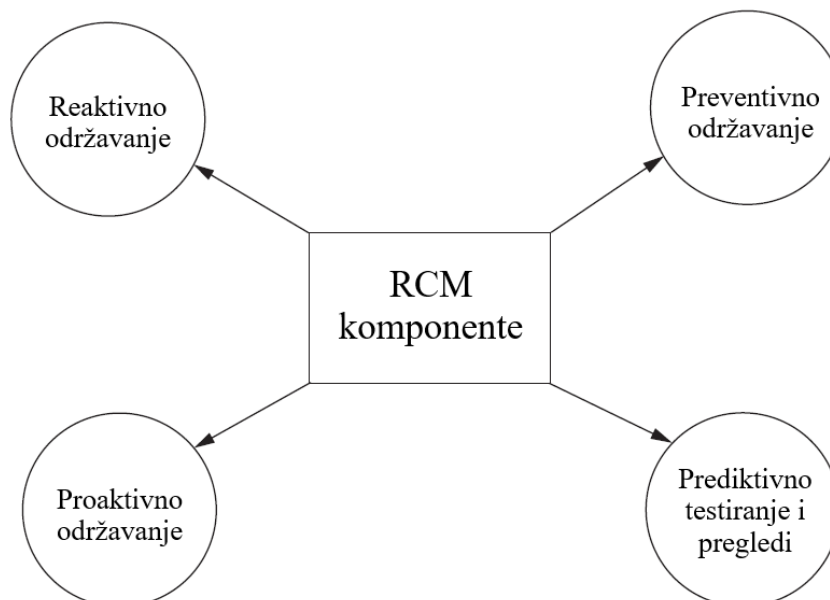 Reaktivno
održavanje
Preventivno
održavanje
RCM
komponente
Proaktivno
održavanje
Prediktivno
testiranje i
pregledi